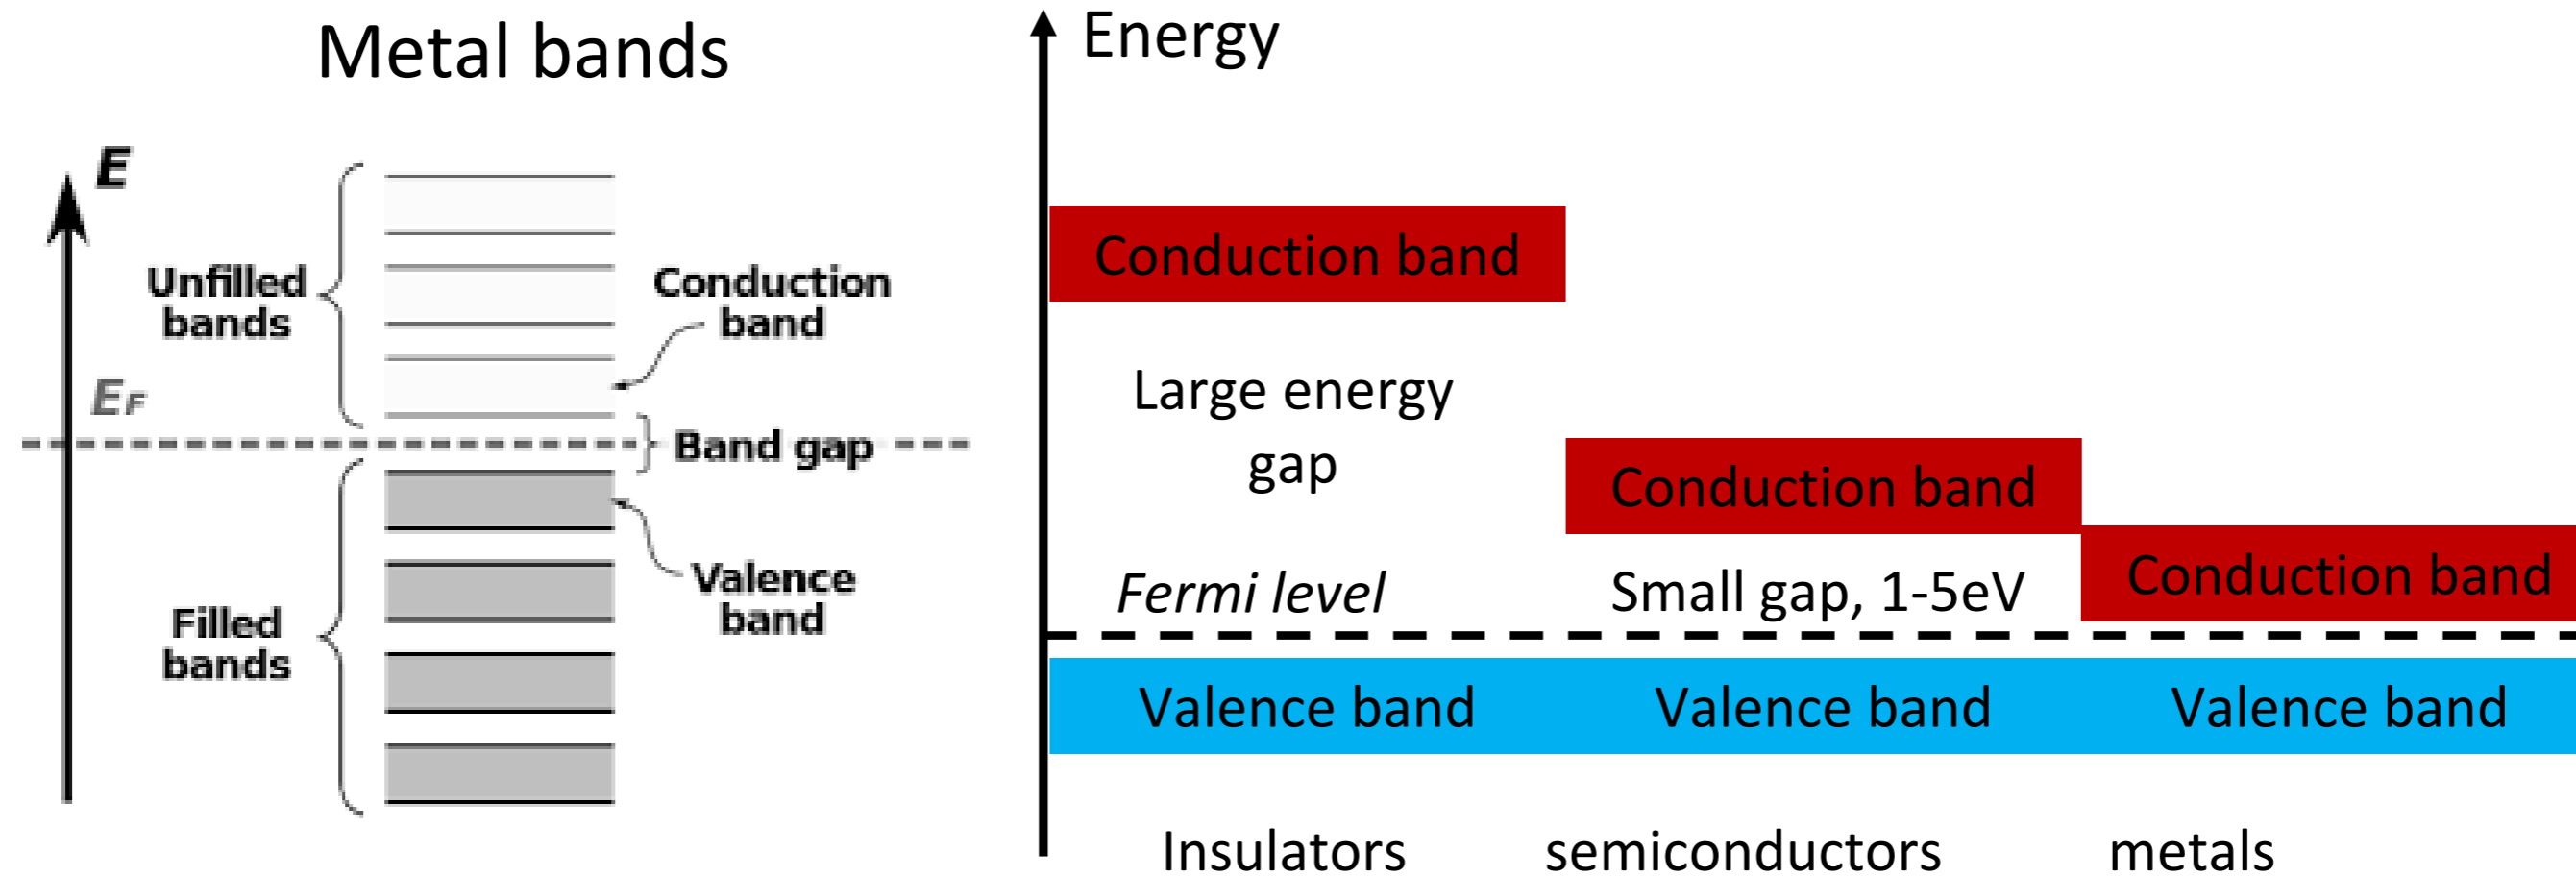 Metal bands
E
Unfilled
bands
Conduction
band
EF
Band gap
Valence
band
Filled
bands
Energy
Conduction band
Large energy
gap
Conduction band
Fermi level
Small gap, 1-5eV
Conduction band
Valence band
Valence band
Valence band
Insulators
semiconductors
metals